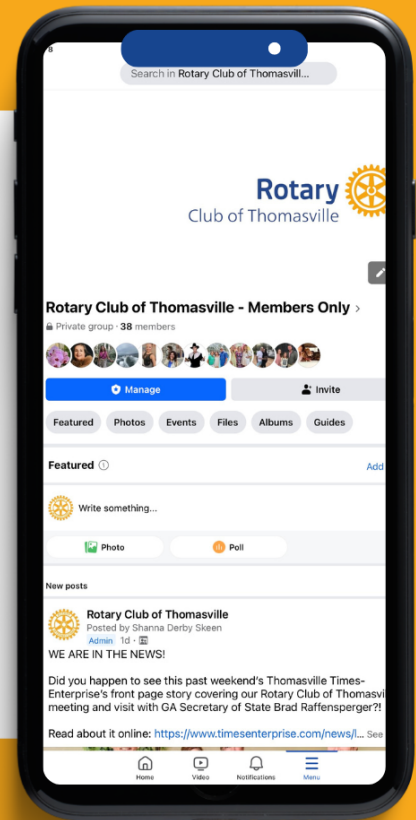 8
Search in Rotary Club of Thomasvill...
Rotary
Club of Thomasville
Rotary Club of Thomasville - Members Only >
Private group · 38 members
Manage
Invite
Featured
Photos
Events
Files
Albums
Guides
Featured
Add
Write something...
Photo
Poll
New posts
Rotary Club of Thomasville
Posted by Shanna Derby Skeen
Admin 1d ·
WE ARE IN THE NEWS!
Did you happen to see this past weekend's Thomasville Times-
Enterprise's front page story covering our Rotary Club of Thomasvi
meeting and visit with GA Secretary of State Brad Raffensperger?!
Read about it online: https://www.timesenterprise.com/news/l... See
Home
Video
Notifications
Menu